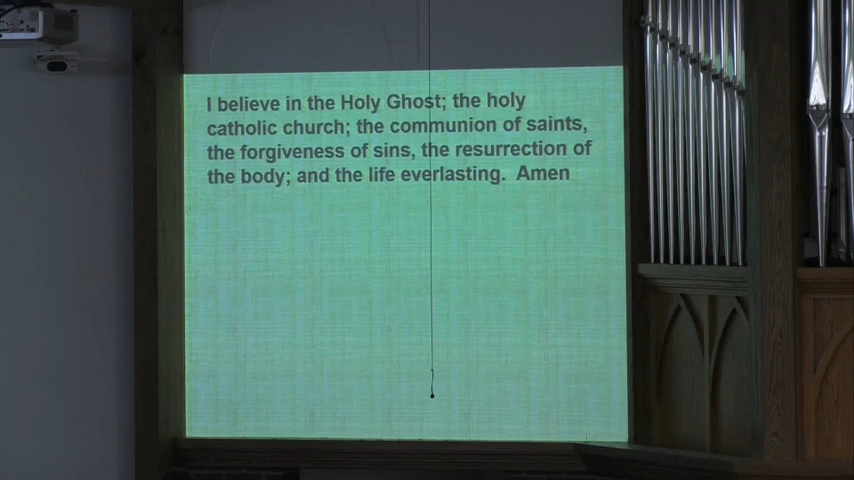 I believe in the Holy Ghost; the holy
catholic church; the communion of saints,
the forgiveness of sins, the resurrection of
the body; and the life everlasting.  Amen